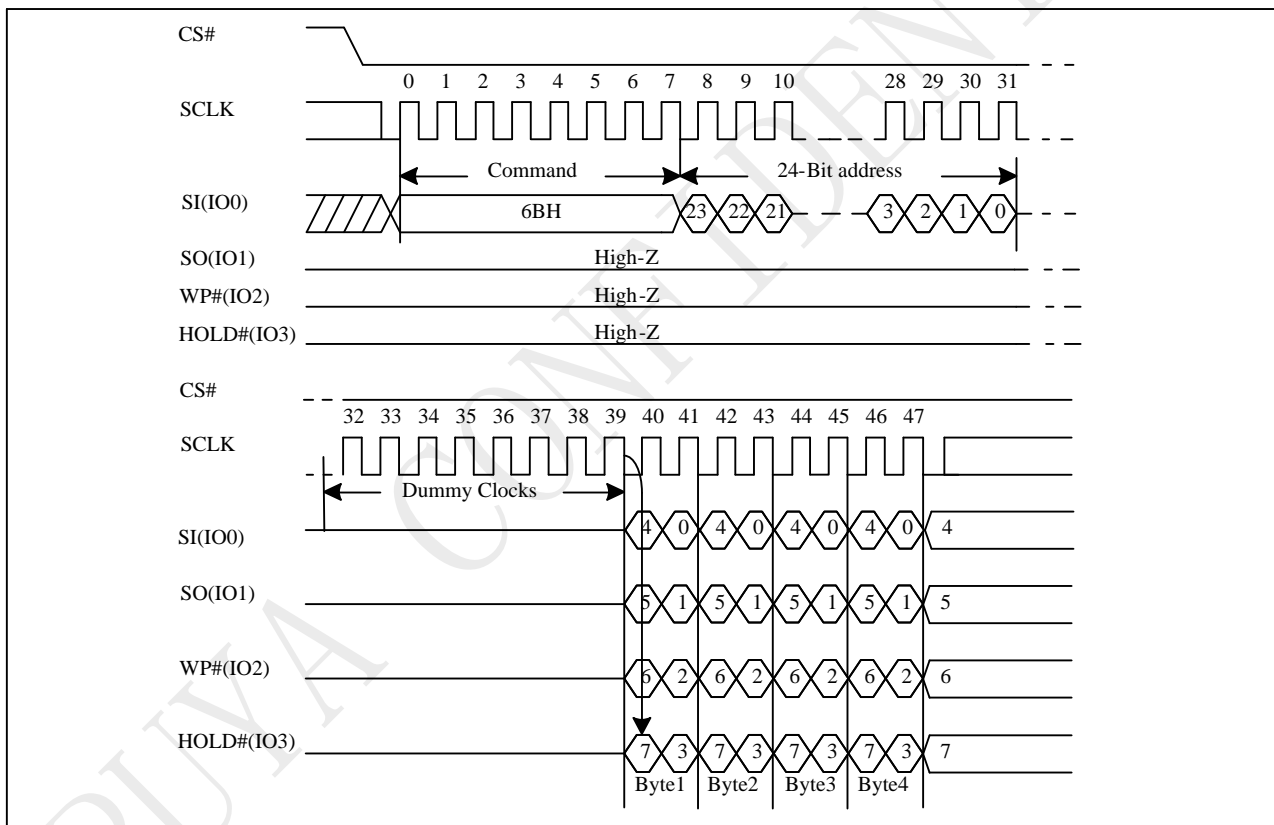 CS#
0 1 2 3 4 5 6 7 8 9 10 28 29 30 31
SCLK
Command 24-Bit address
SI(IO0)
6BH 23 22 21 3 2 1 0
SO(IO1) High-Z
WP#(IO2) High-Z
HOLD#(IO3) High-Z
CS#
32 33 34 35 36 37 38 39 40 41 42 43 44 45 46 47
SCLK
Dummy Clocks
SI(IO0) 4 0 4 0 4 0 4 0 4
SO(IO1) 5 1 5 1 5 1 5 1 5
WP#(IO2) 6 2 6 2 6 2 6 2 6
HOLD#(IO3) 7 3 7 3 7 3 7 3 7
Byte1 Byte2 Byte3 Byte4
PUYA CONFIDENT